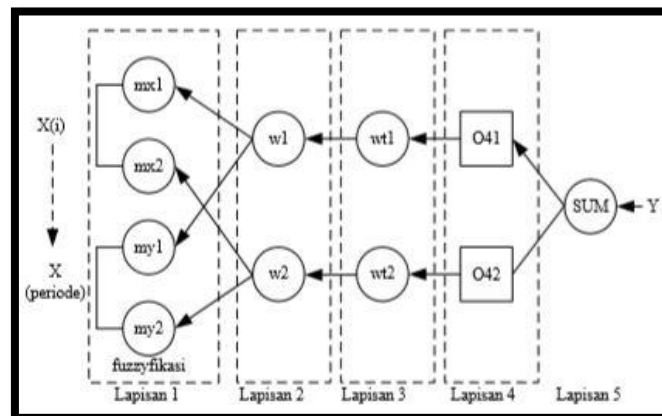 X(i)
X
(periode)
mx1
mx2
my1
my2
fuzzyfikasi
w1
w2
wt1
wt2
O41
O42
SUM
Y
Lapisan 1
Lapisan 2
Lapisan 3
Lapisan 4
Lapisan 5